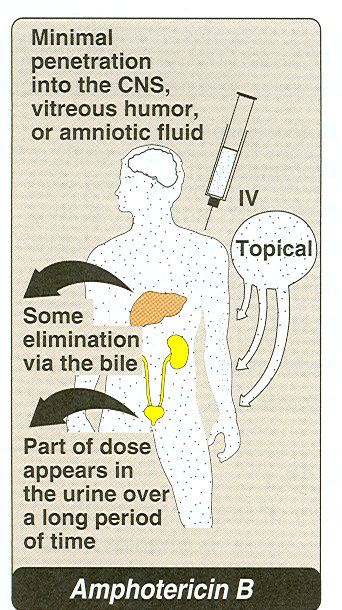 Minimal
penetration
into the CNS,
vitreous humor,
or amniotic fluid
IV
Topical
Some
elimination
via the bile
Part of dose
appears in
the urine over
a long period
of time
Amphotericin B